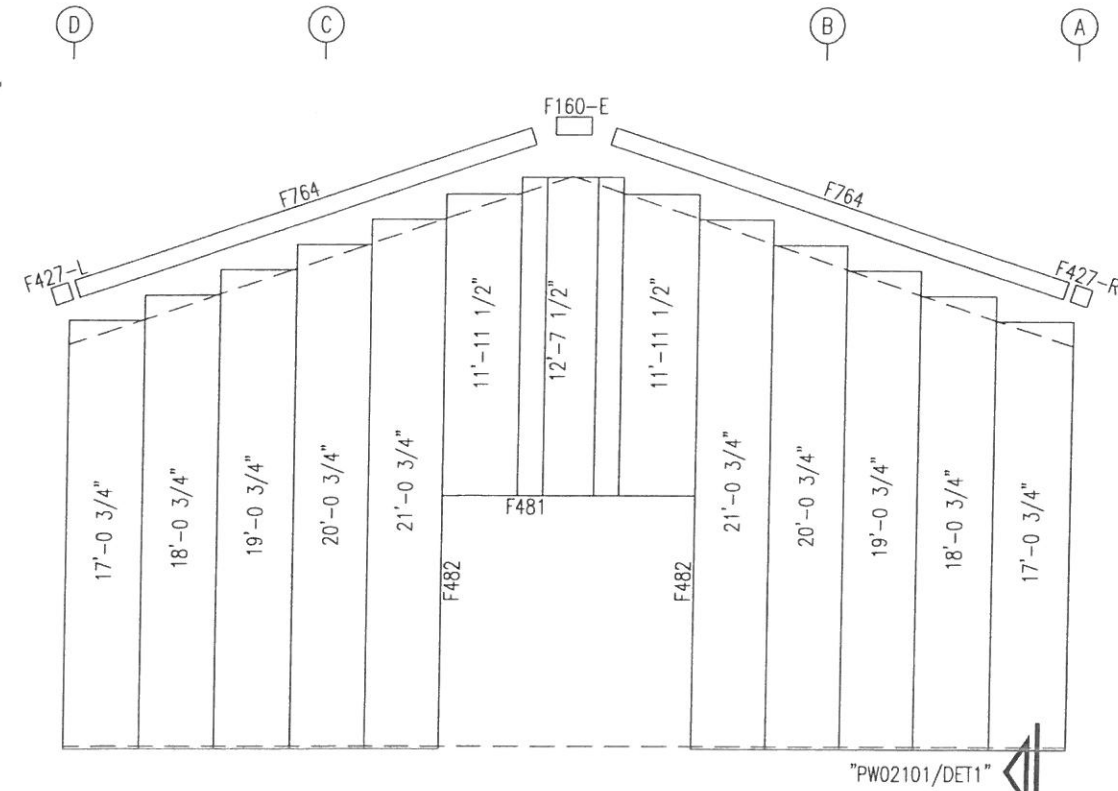 D
C
B
A
F160-E
F764
F764
F427-L
F427-R
11'-11 1/2"
12'-7 1/2"
11'-11 1/2"
17'-0 3/4"
18'-0 3/4"
19'-0 3/4"
20'-0 3/4"
21'-0 3/4"
21'-0 3/4"
20'-0 3/4"
19'-0 3/4"
18'-0 3/4"
17'-0 3/4"
F481
F482
F482
"PW02101/DET1"